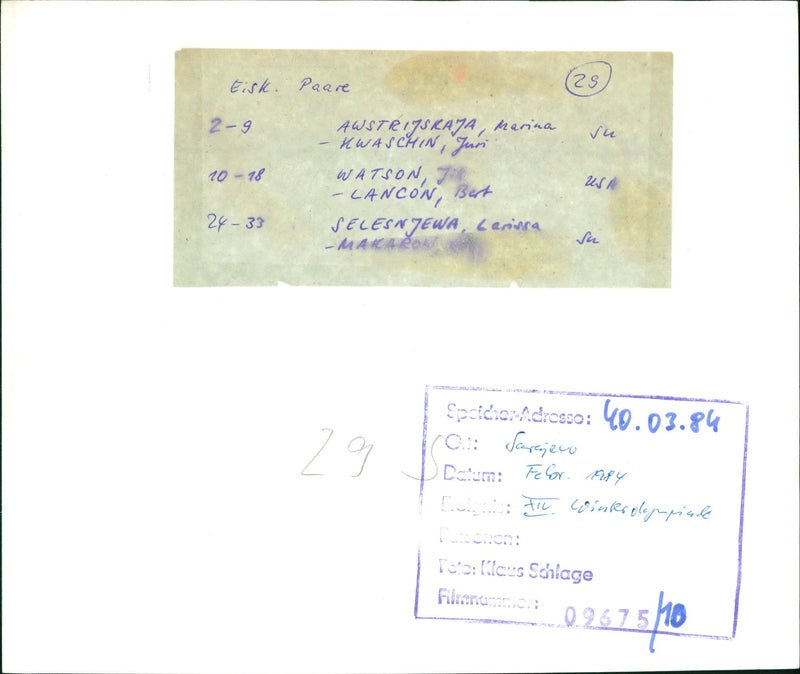 Eisk. Paare 29
2-9 AWSTRIJSKAJA, Marina SU
- KWASCHIN, Juri
10-18 WATSON, USA
- LANCON, Bert
24-33 SELESNJEWA, Larissa
- MAKAROW, SU
29 S
Speicher-Adresse: 40.03.84
Ort: Sarajevo
Datum: Febr. 1984
Ereignis: XIV. Winterolympiade
Personen:
Foto: Klaus Schlage
Filmnummer: 09675/10